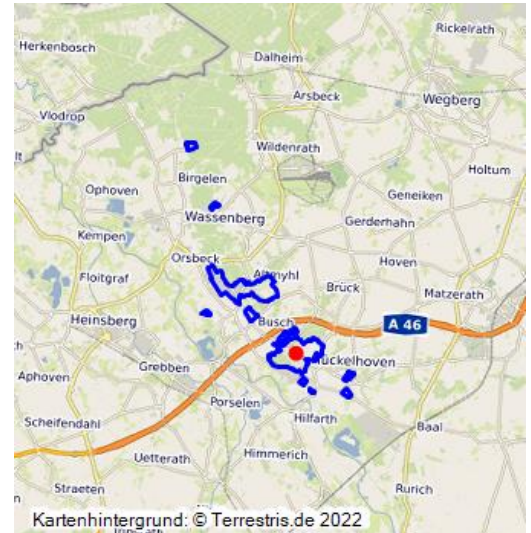 Rickelrath
Herkenbosch
Dalheim
Arsbeck
Wegberg
Vlodrop
Wildenrath
Holtum
Birgelen
Ophoven
Geneiken
Wassenberg
Gerderhahn
Kempen
Orsbeck
Hoven
Floitgraf
Altmyhl
Brück
Matzerath
Heinsberg
Busch
A 46
Grebben
Hückelhoven
Aphoven
Porselen
Scheifendahl
Hilfarth
Baal
Uetterath
Himmerich
Straeten
Rurich
Kartenhintergrund: © Terrestris.de 2022